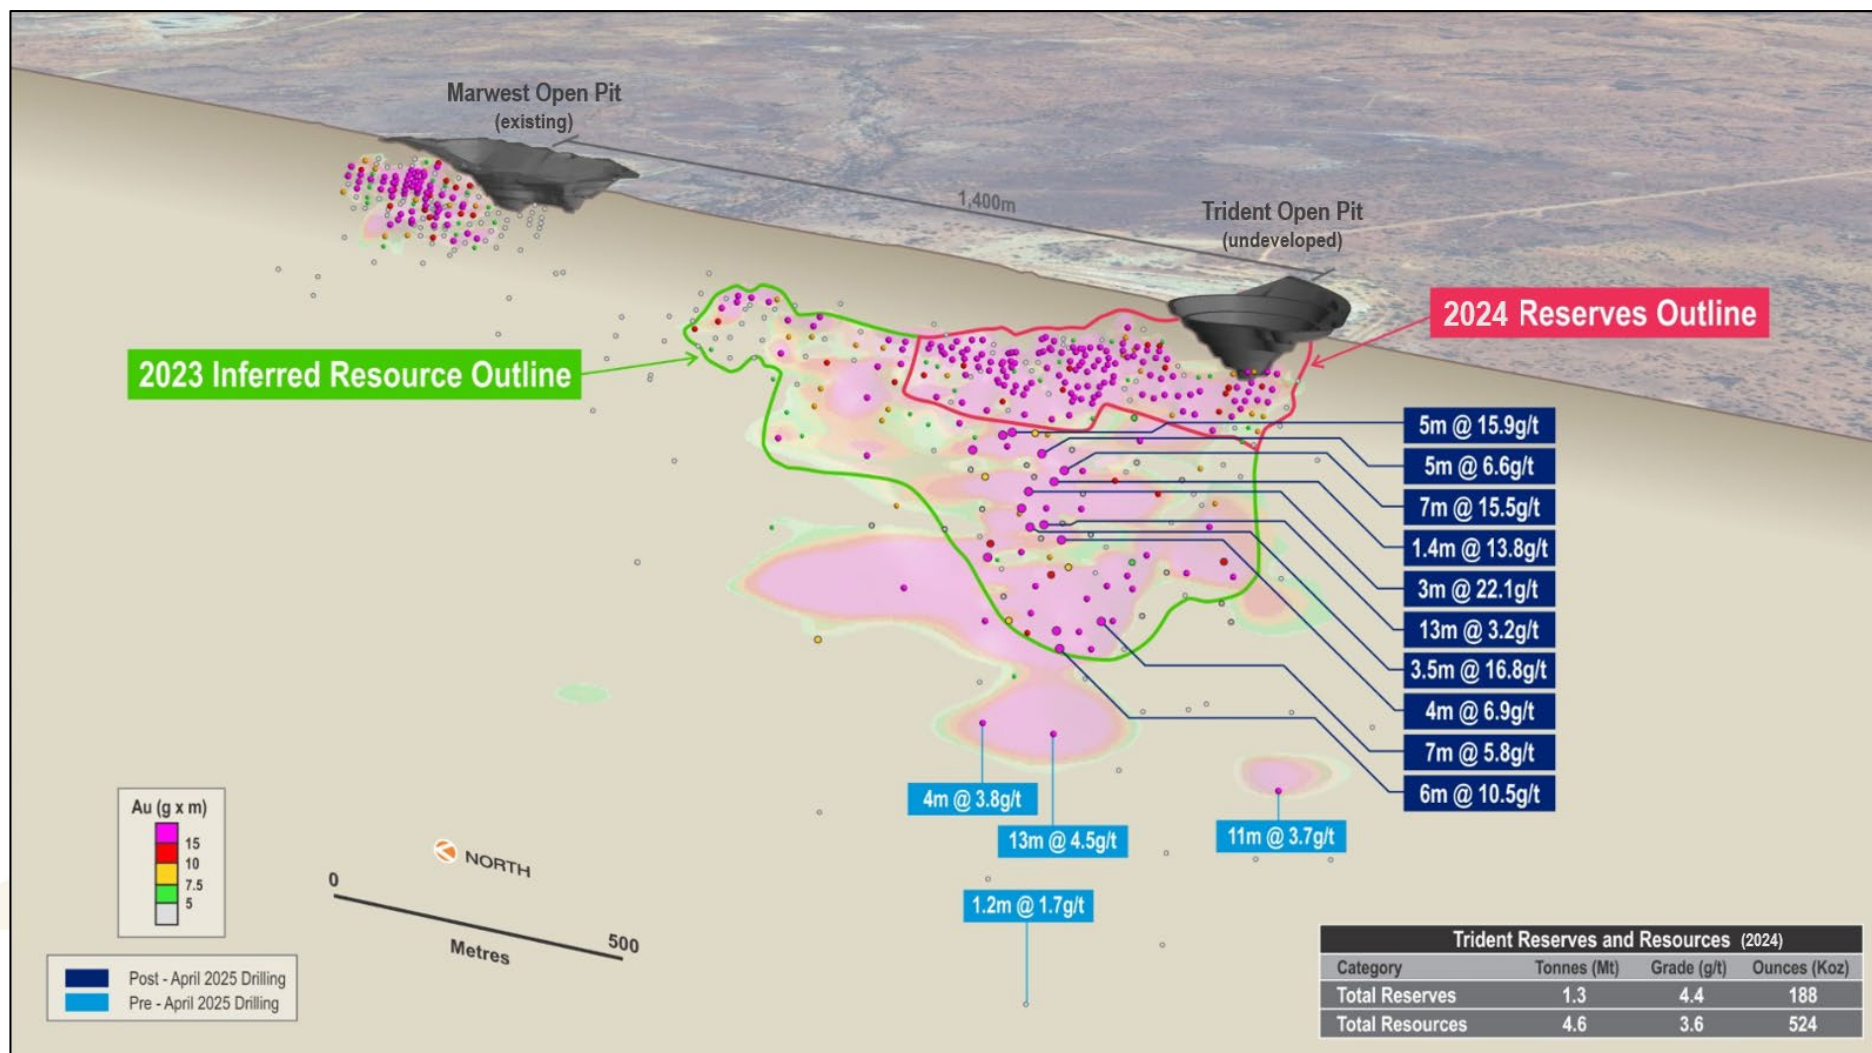 Marwest Open Pit
(existing)
1,400m
Trident Open Pit
(undeveloped)
2024 Reserves Outline
2023 Inferred Resource Outline
5m @ 15.9g/t
5m @ 6.6g/t
7m @ 15.5g/t
1.4m @ 13.8g/t
3m @ 22.1g/t
13m @ 3.2g/t
3.5m @ 16.8g/t
4m @ 6.9g/t
7m @ 5.8g/t
6m @ 10.5g/t
4m @ 3.8g/t
13m @ 4.5g/t
11m @ 3.7g/t
1.2m @ 1.7g/t
Au (g x m)
15
10
7.5
5
NORTH
0
500
Metres
Post - April 2025 Drilling
Pre - April 2025 Drilling
Trident Reserves and Resources (2024)
Category Tonnes (Mt) Grade (g/t) Ounces (Koz)
Total Reserves 1.3 4.4 188
Total Resources 4.6 3.6 524